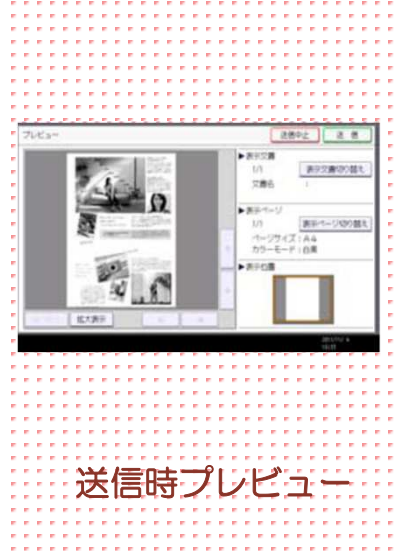 プレビュー
送信中止
送 信
▶表示文書
1/1
表示文書切り替え
文書名 :
▶表示ページ
1/1
表示ページ切り替え
ページサイズ : A4
カラーモード : 白黒
▶表示位置
拡大表示
送信時プレビュー